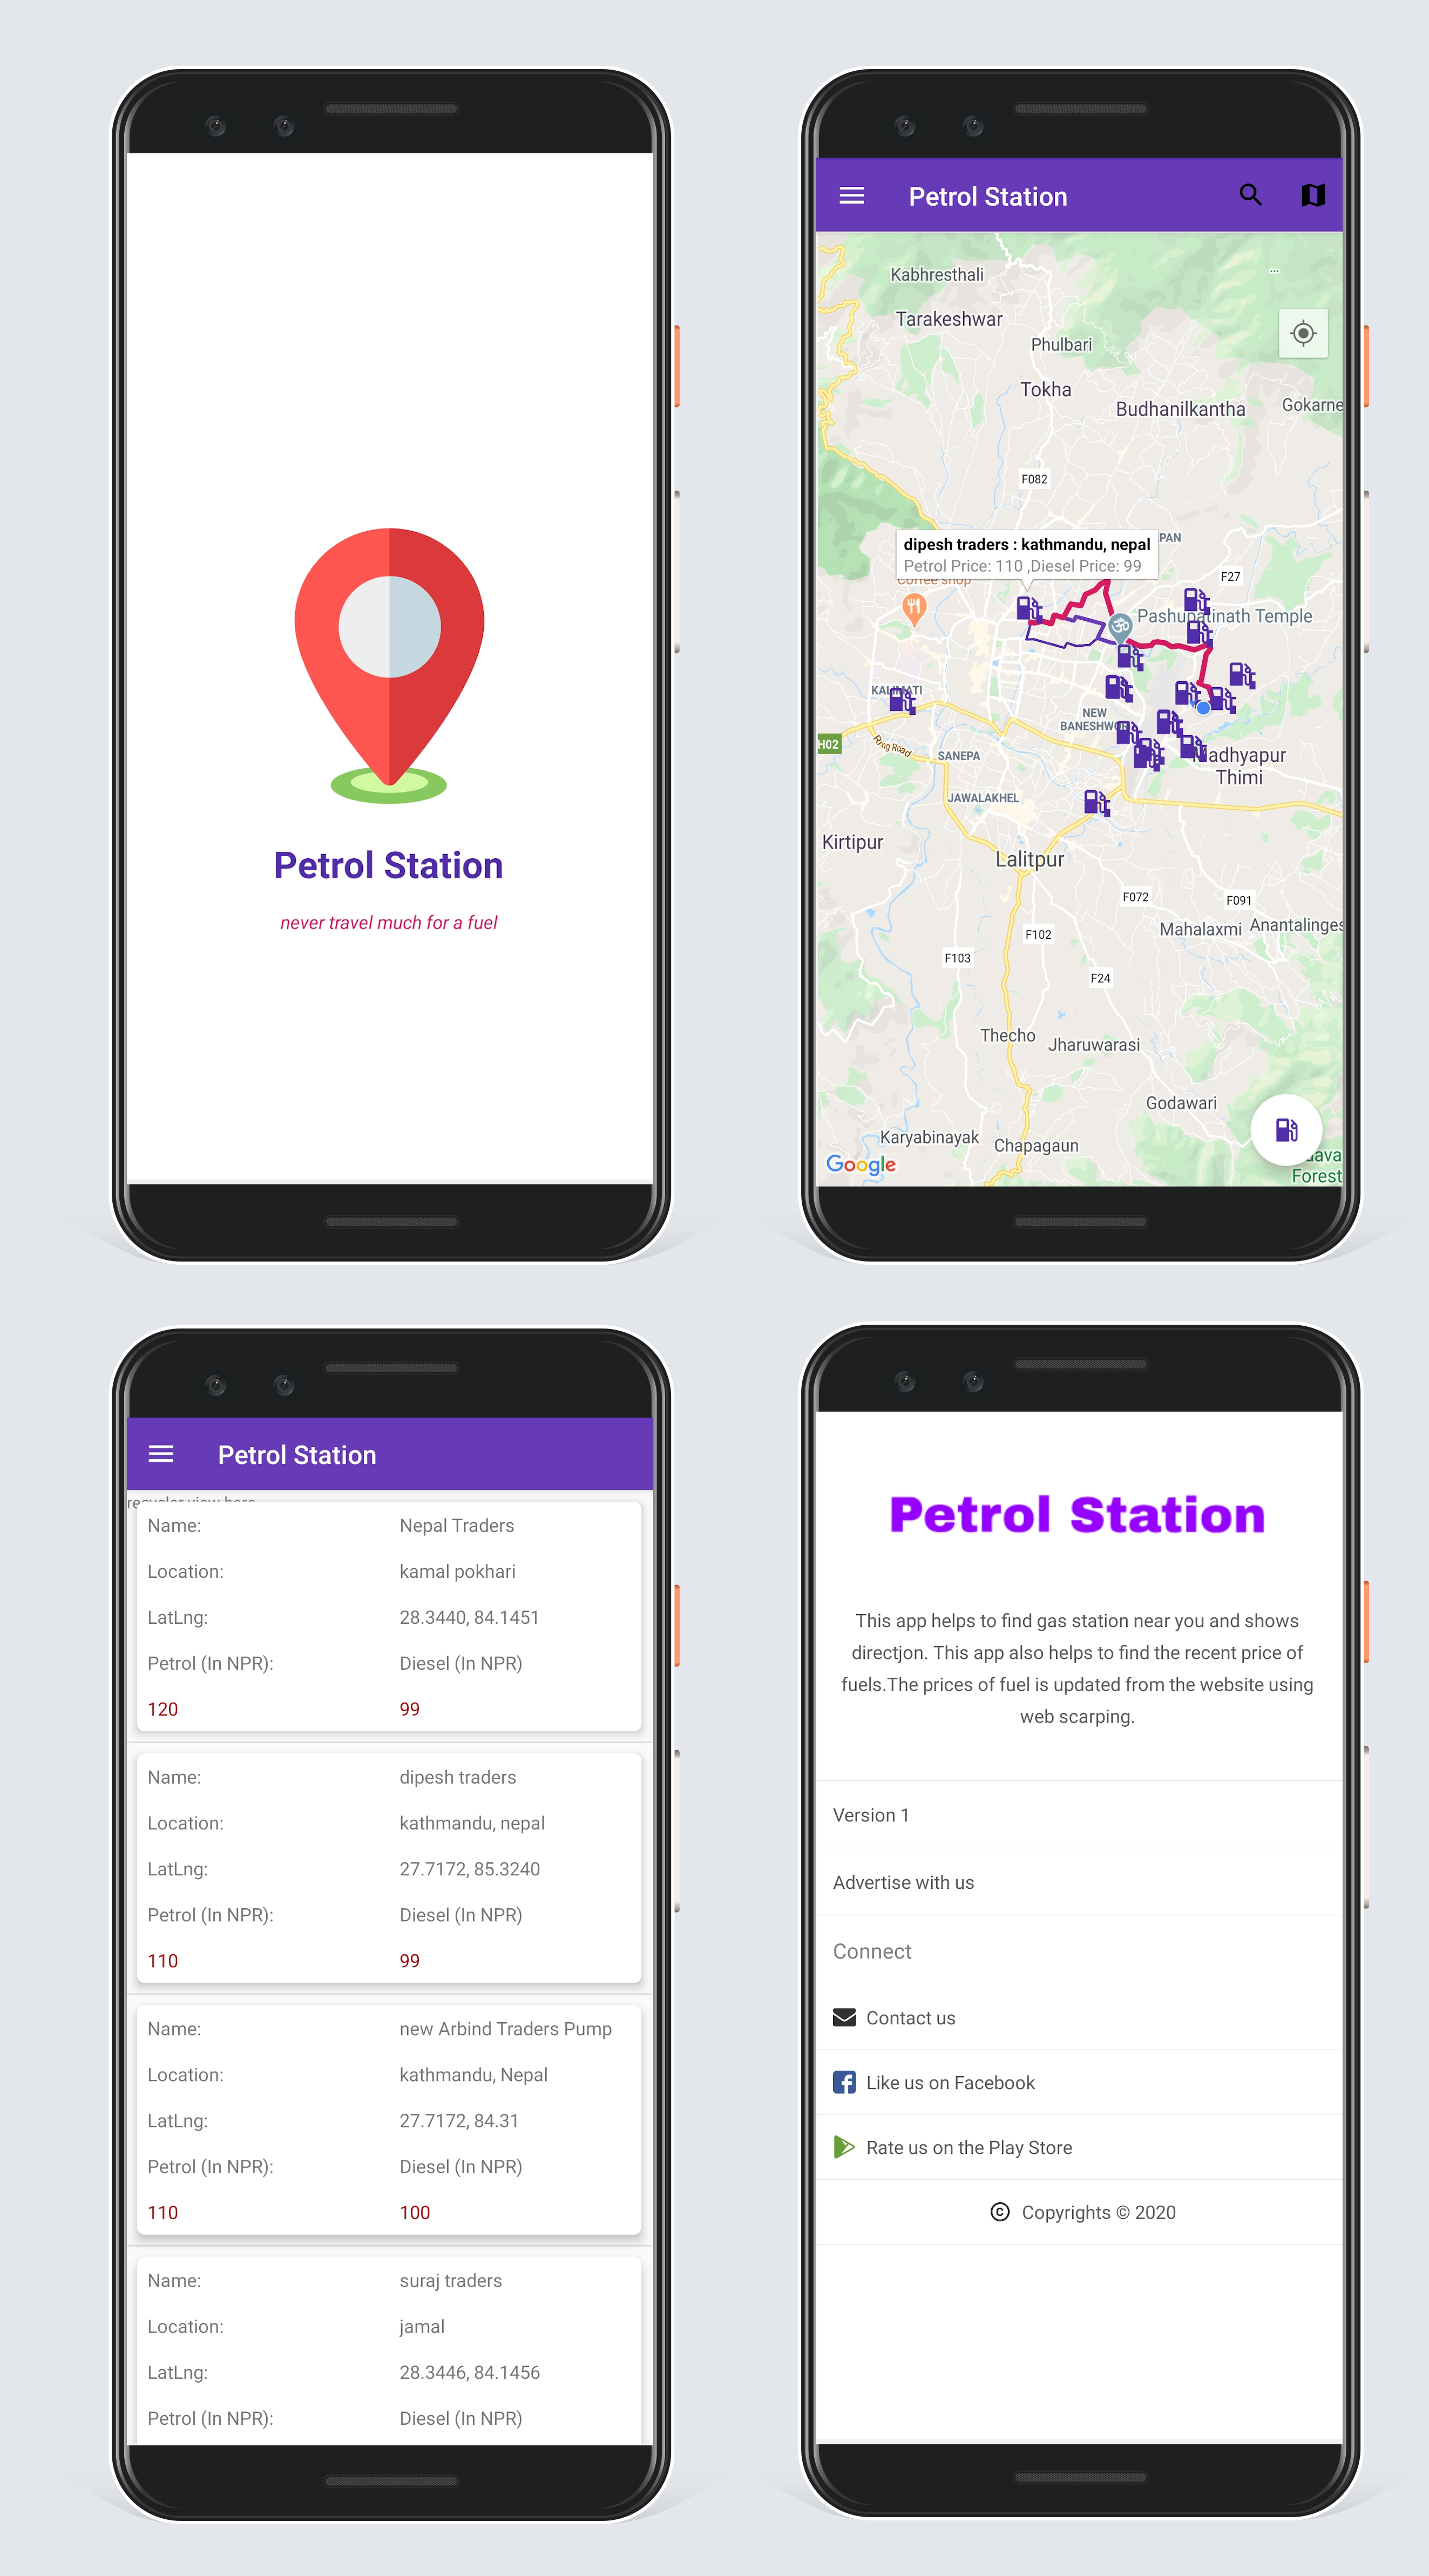 Petrol Station
never travel much for a fuel
Petrol Station
Kabhresthali
...
Tarakeshwar
Phulbari
Tokha
Budhanilkantha
Gokarne
F082
PAN
dipesh traders : kathmandu, nepal
Petrol Price: 110 ,Diesel Price: 99
Coffee shop
F27
Pashupatinath Temple
KALIMATI
NEW
BANESHWO
H02
Ring Road
SANEPA
Madhyapur
Thimi
JAWALAKHEL
Kirtipur
Lalitpur
F072
F091
Mahalaxmi
Anantalinges
F102
F103
F24
Thecho
Jharuwarasi
Godawari
Karyabinayak
Chapagaun
Google
dava
Forest
Petrol Station
recycler view here
Name: Nepal Traders
Location: kamal pokhari
LatLng: 28.3440, 84.1451
Petrol (In NPR): Diesel (In NPR)
120 99
Name: dipesh traders
Location: kathmandu, nepal
LatLng: 27.7172, 85.3240
Petrol (In NPR): Diesel (In NPR)
110 99
Name: new Arbind Traders Pump
Location: kathmandu, Nepal
LatLng: 27.7172, 84.31
Petrol (In NPR): Diesel (In NPR)
110 100
Name: suraj traders
Location: jamal
LatLng: 28.3446, 84.1456
Petrol (In NPR): Diesel (In NPR)
Petrol Station
This app helps to find gas station near you and shows
directjon. This app also helps to find the recent price of
fuels.The prices of fuel is updated from the website using
web scarping.
Version 1
Advertise with us
Connect
Contact us
Like us on Facebook
Rate us on the Play Store
Copyrights © 2020